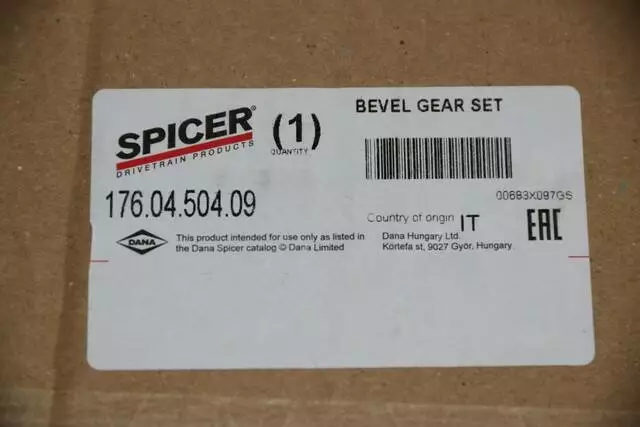 SPICER®
DRIVETRAIN PRODUCTS
(1)
QUANTITY
BEVEL GEAR SET
176.04.504.09
00683X097GS
Country of origin IT
Dana Hungary Ltd.
Körtefa st, 9027 Györ, Hungary
EAC
DANA
This product intended for use only as listed in
the Dana Spicer catalog © Dana Limited